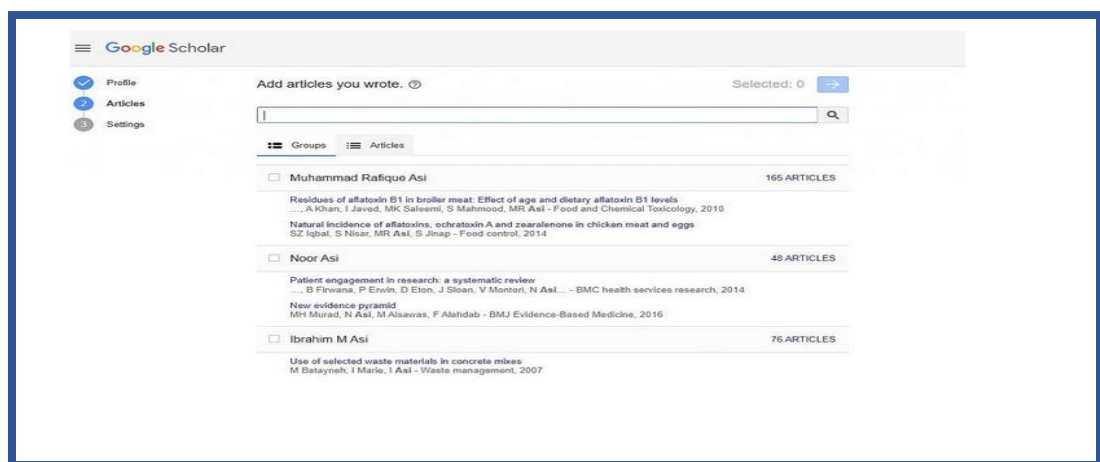 Google Scholar
Profile
Add articles you wrote.
Selected: 0
2
Articles
3
Settings
Groups
Articles
Muhammad Rafique Asi
165 ARTICLES
Residues of aflatoxin B1 in broiler meat: Effect of age and dietary aflatoxin B1 levels
..., A Khan, I Javed, MK Saleemi, S Mahmood, MR Asi - Food and Chemical Toxicology, 2010
Natural incidence of aflatoxins, ochratoxin A and zearalenone in chicken meat and eggs
SZ Iqbal, S Nisar, MR Asi, S Jinap - Food control, 2014
Noor Asi
48 ARTICLES
Patient engagement in research: a systematic review
..., B Firwana, P Erwin, D Eton, J Sloan, V Montori, N Asi... - BMC health services research, 2014
New evidence pyramid
MH Murad, N Asi, M Alsawas, F Alahdab - BMJ Evidence-Based Medicine, 2016
Ibrahim M Asi
76 ARTICLES
Use of selected waste materials in concrete mixes
M Batayneh, I Marie, I Asi - Waste management, 2007